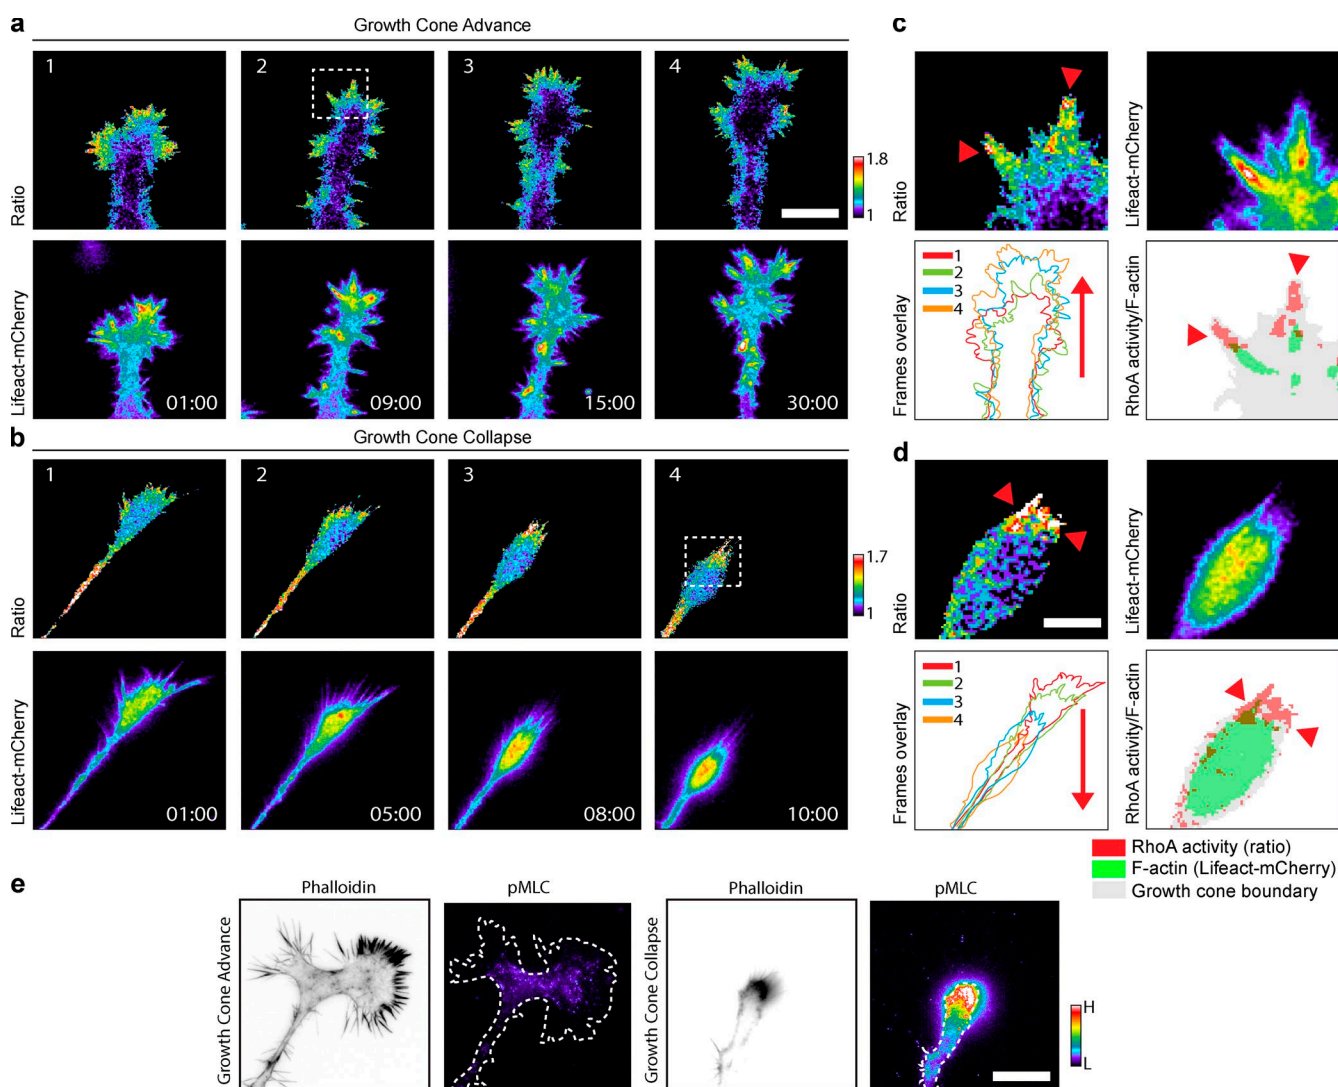 a
Growth Cone Advance
c
1
2
3
4
Ratio
1.8
1
Ratio
Lifeact-mCherry
Lifeact-mCherry
01:00
09:00
15:00
30:00
Frames overlay
1
2
3
4
RhoA activity/F-actin
b
Growth Cone Collapse
d
1
2
3
4
Ratio
1.7
1
Ratio
Lifeact-mCherry
Lifeact-mCherry
01:00
05:00
08:00
10:00
Frames overlay
1
2
3
4
RhoA activity/F-actin
RhoA activity (ratio)
F-actin (Lifeact-mCherry)
Growth cone boundary
e
Phalloidin
pMLC
Phalloidin
pMLC
Growth Cone Advance
Growth Cone Collapse
H
L